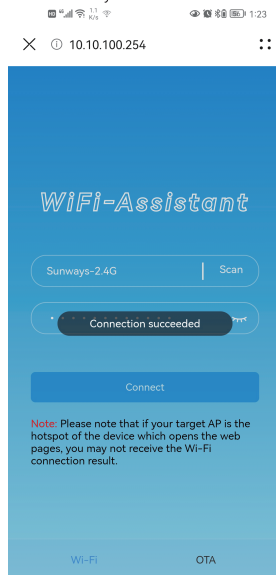 1.1
K/s
1:23
10.10.100.254
WiFi-Assistant
Sunways-2.4G
Scan
Connection succeeded
Connect
Note: Please note that if your target AP is the
hotspot of the device which opens the web
pages, you may not receive the Wi-Fi
connection result.
Wi-Fi
OTA